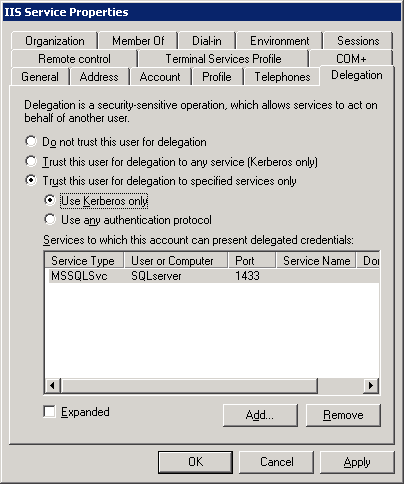 IIS Service Properties
Organization Member Of Dial-in Environment Sessions
Remote control Terminal Services Profile COM+
General Address Account Profile Telephones Delegation
Delegation is a security-sensitive operation, which allows services to act on
behalf of another user.
Do not trust this user for delegation
Trust this user for delegation to any service (Kerberos only)
Trust this user for delegation to specified services only
Use Kerberos only
Use any authentication protocol
Services to which this account can present delegated credentials:
Service Type User or Computer Port Service Name Dor
MSSQLSvc SQLserver 1433
Expanded Add... Remove
OK Cancel Apply